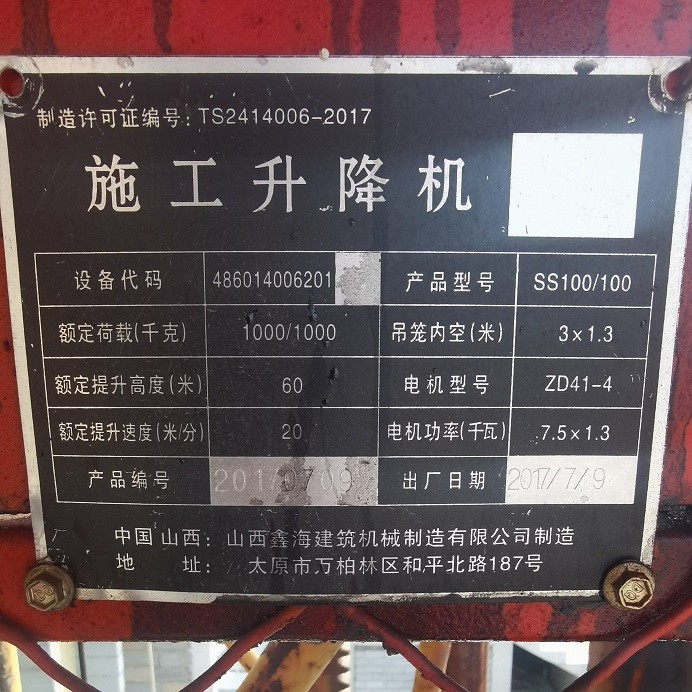 制造许可证编号: TS2414006-2017
施工升降机
设备代码 486014006201 产品型号 SS100/100
额定荷载(千克) 1000/1000 吊笼内空(米) 3×1.3
额定提升高度(米) 60 电机型号 ZD41-4
额定提升速度(米/分) 20 电机功率(千瓦) 7.5×1.3
产品编号 20170709 出厂日期 2017/7/9
中国山西: 山西鑫海建筑机械制造有限公司制造
地 址: 太原市万柏林区和平北路187号